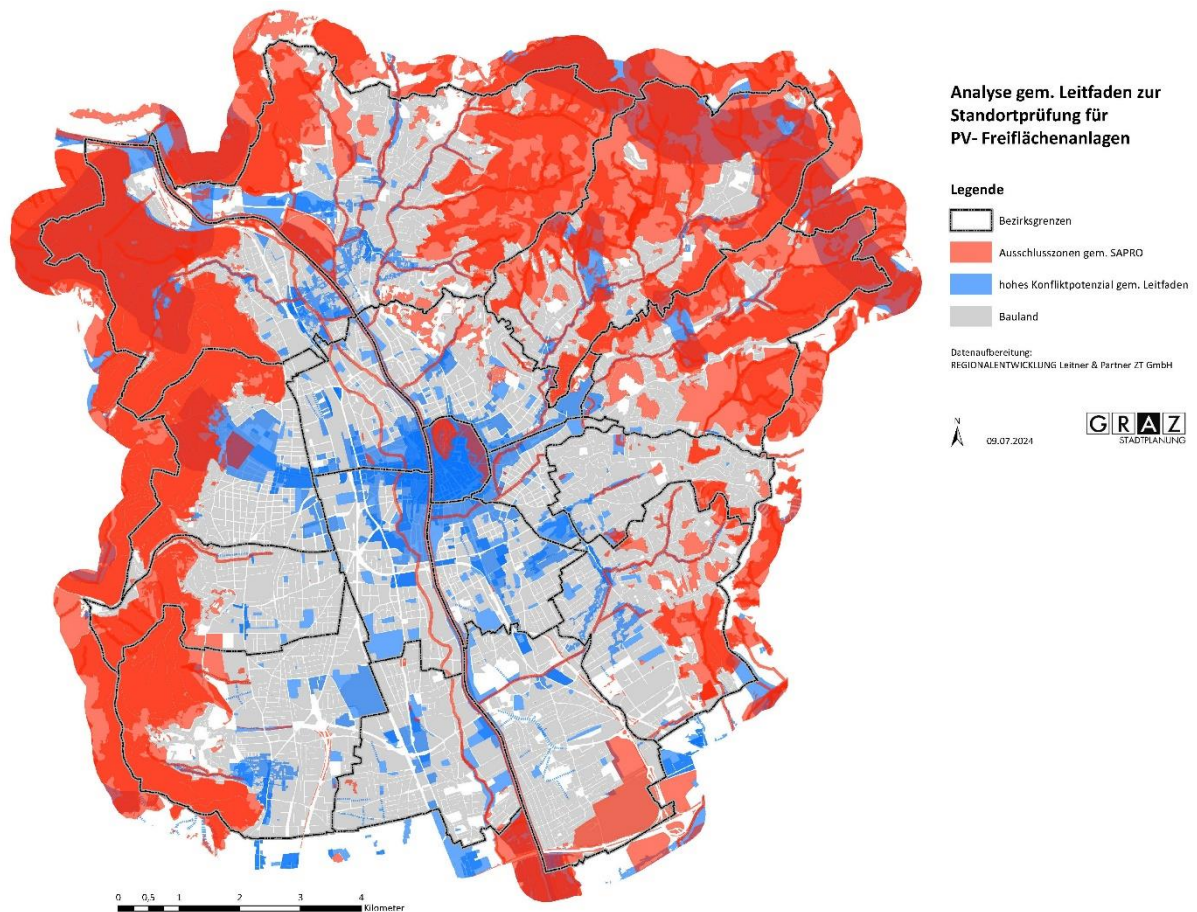 Analyse gem. Leitfaden zur
Standortprüfung für
PV- Freiflächenanlagen
Legende
Bezirksgrenzen
Ausschlusszonen gem. SAPRO
hohes Konfliktpotenzial gem. Leitfaden
Bauland
Datenaufbereitung:
REGIONALENTWICKLUNG Leitner & Partner ZT GmbH
N
09.07.2024
GRAZ
STADTPLANUNG
0 0,5 1 2 3 4
Kilometer